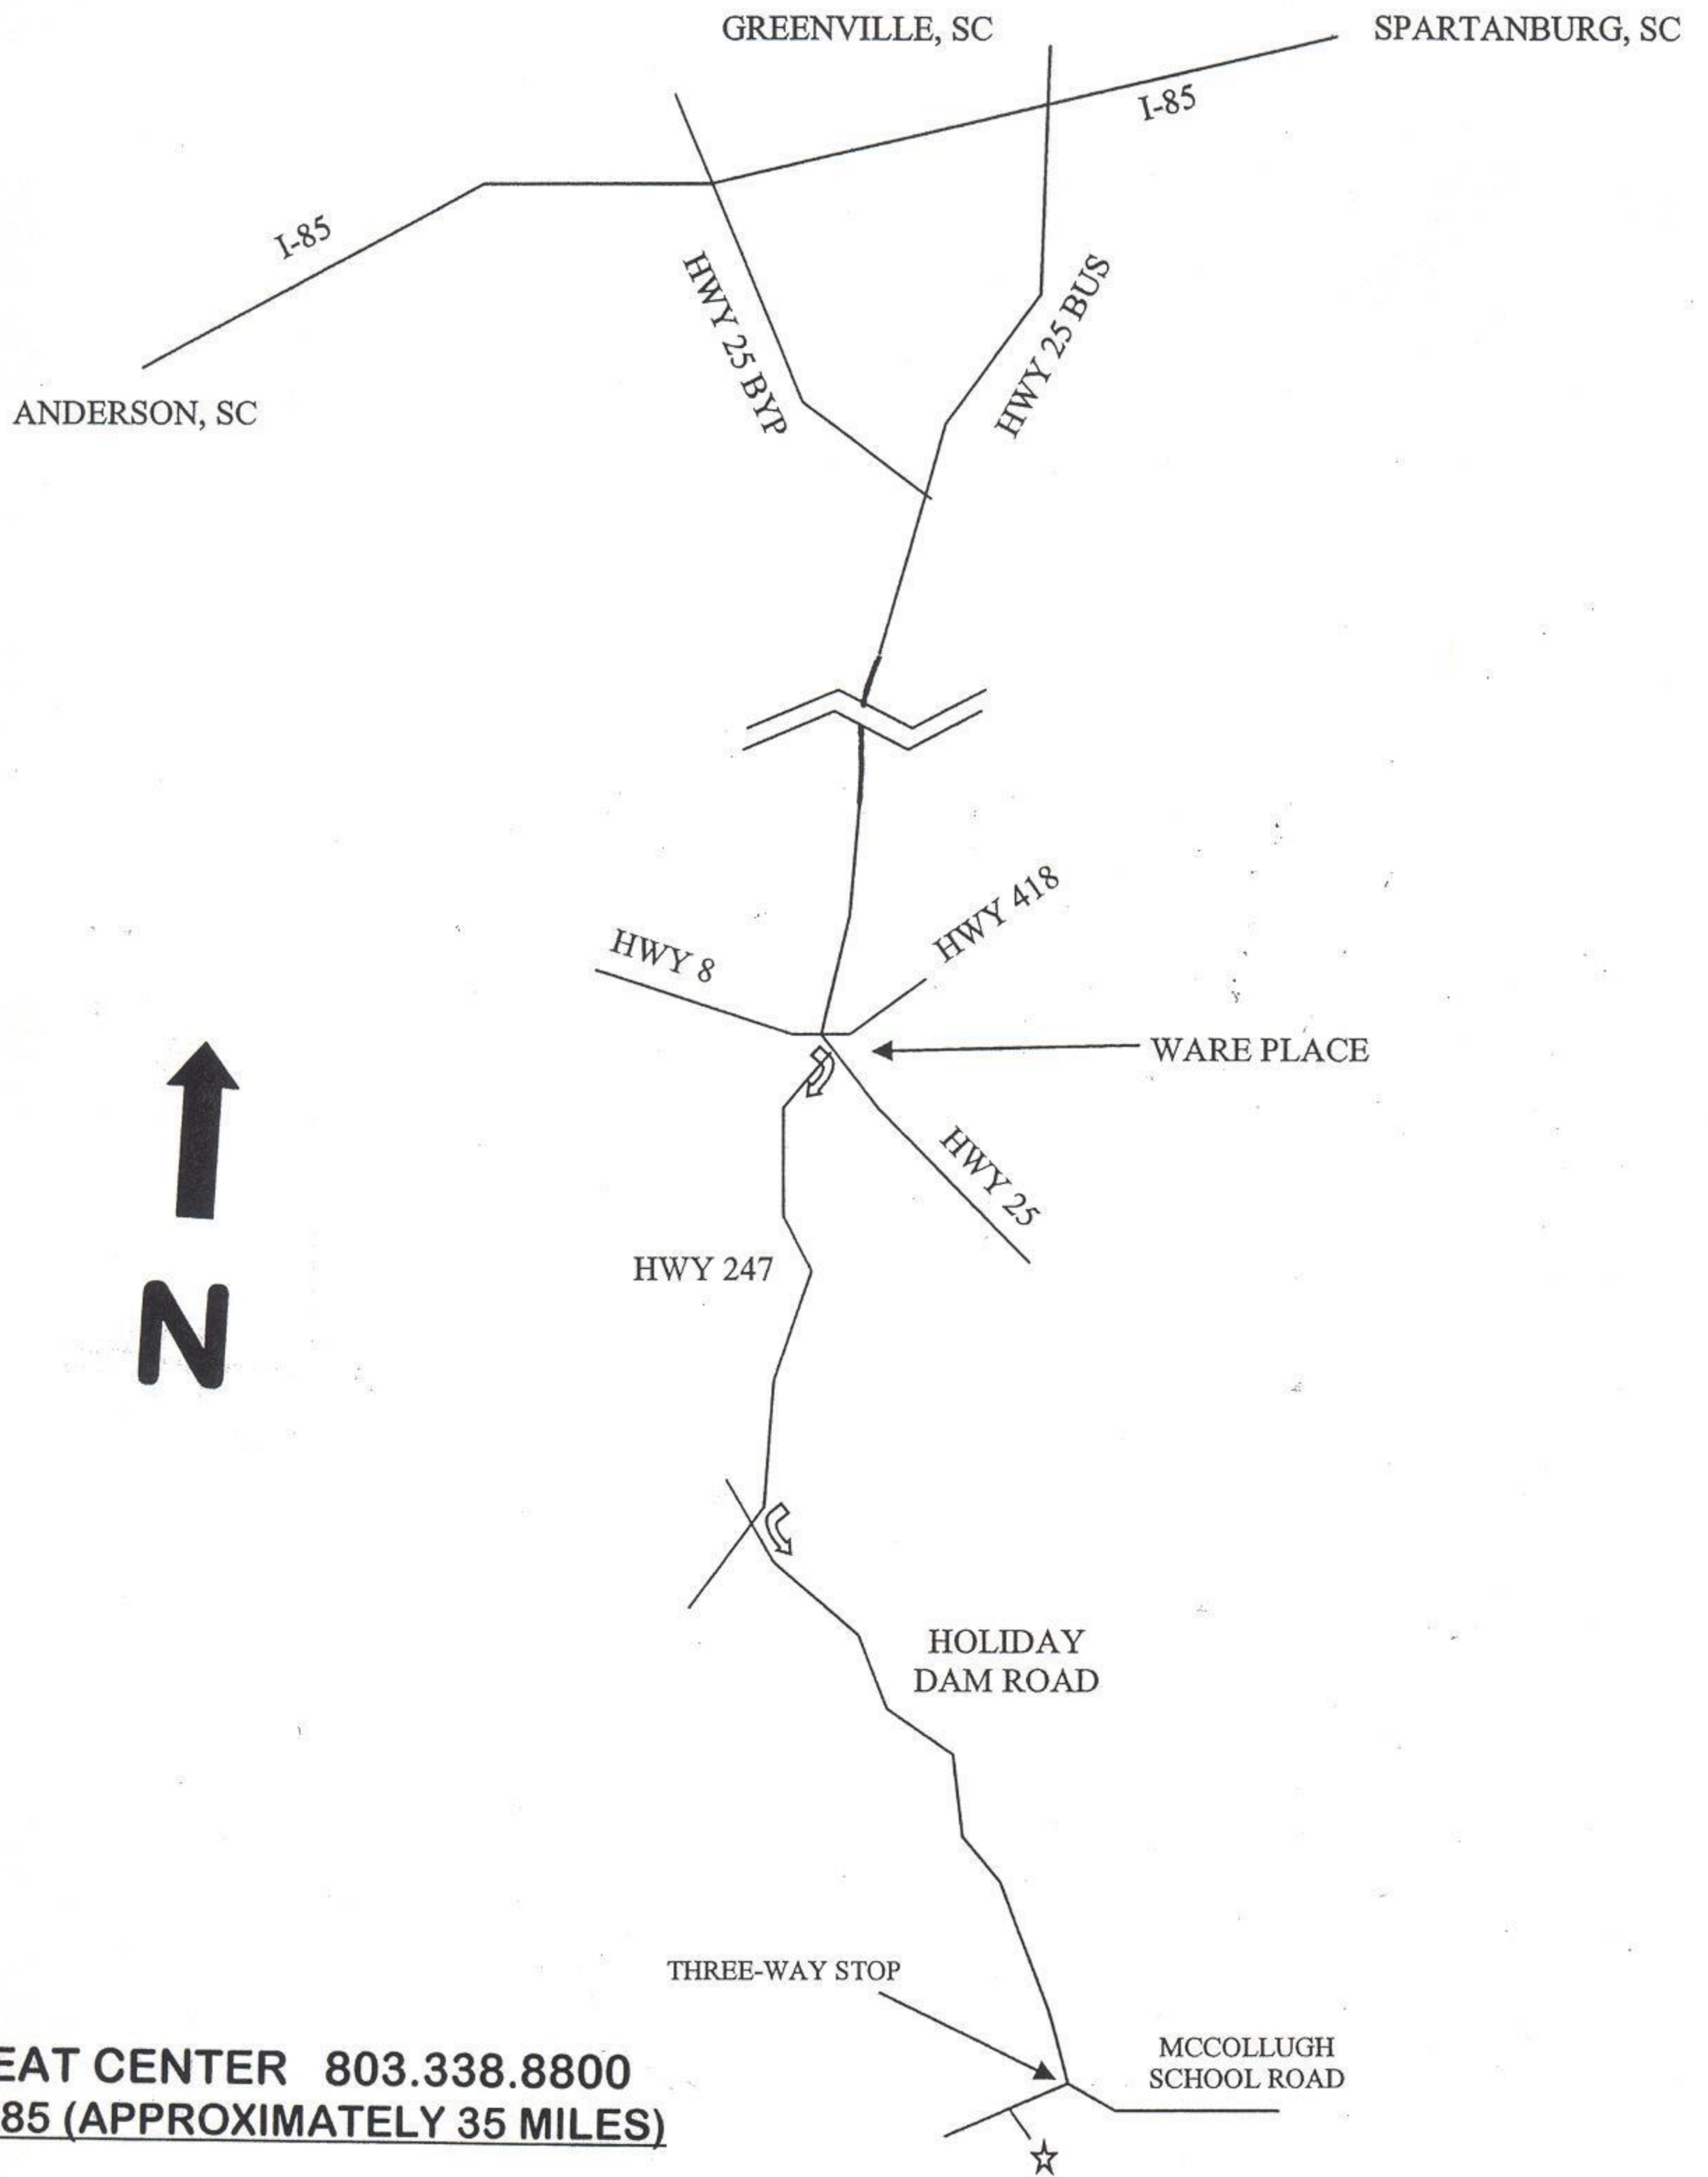 GREENVILLE, SC
SPARTANBURG, SC
I-85
I-85
HWY 25 BYP
HWY 25 BUS
ANDERSON, SC
HWY 8
HWY 418
WARE PLACE
HWY 25
HWY 247
N
HOLIDAY
DAM ROAD
THREE-WAY STOP
MCCOLLUGH
SCHOOL ROAD
EAT CENTER 803.338.8800
85 (APPROXIMATELY 35 MILES)